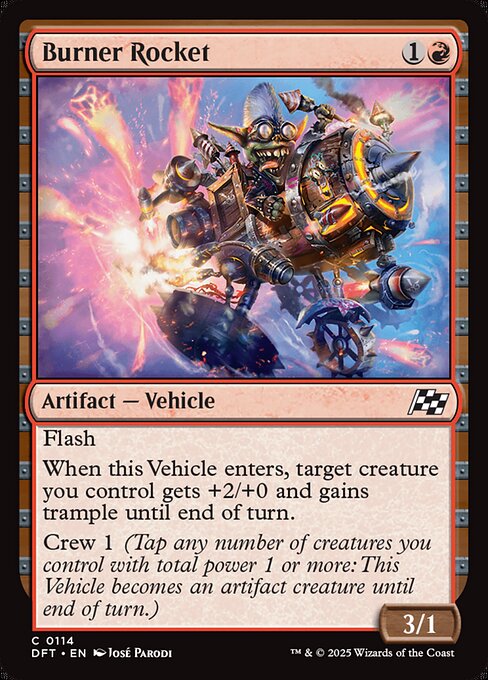 Burner Rocket 1
Artifact — Vehicle
Flash
When this Vehicle enters, target creature
you control gets +2/+0 and gains
trample until end of turn.
Crew 1 (Tap any number of creatures you
control with total power 1 or more: This
Vehicle becomes an artifact creature until
end of turn.)
3/1
C 0114
DFT • EN José Parodi
™ & © 2025 Wizards of the Coast